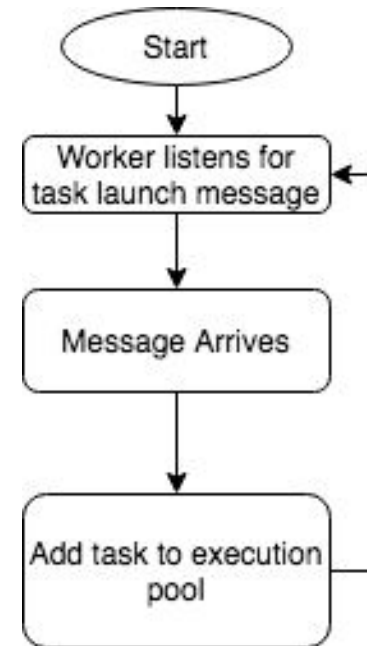 Start
Worker listens for
task launch message
Message Arrives
Add task to execution
pool